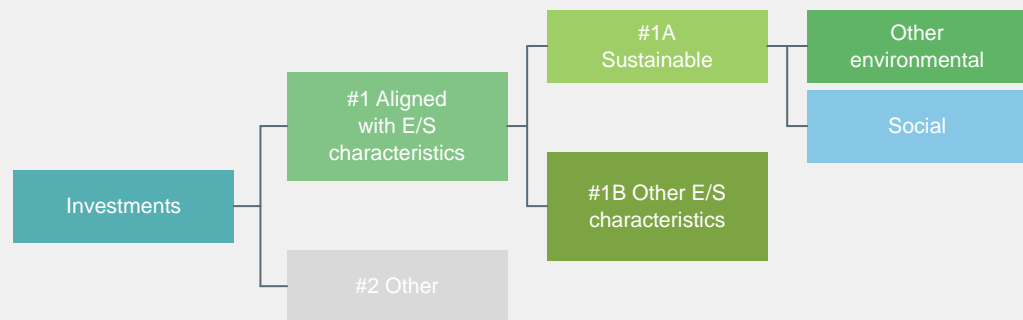 Investments
#1 Aligned
with E/S
characteristics
#2 Other
#1A
Sustainable
#1B Other E/S
characteristics
Other
environmental
Social